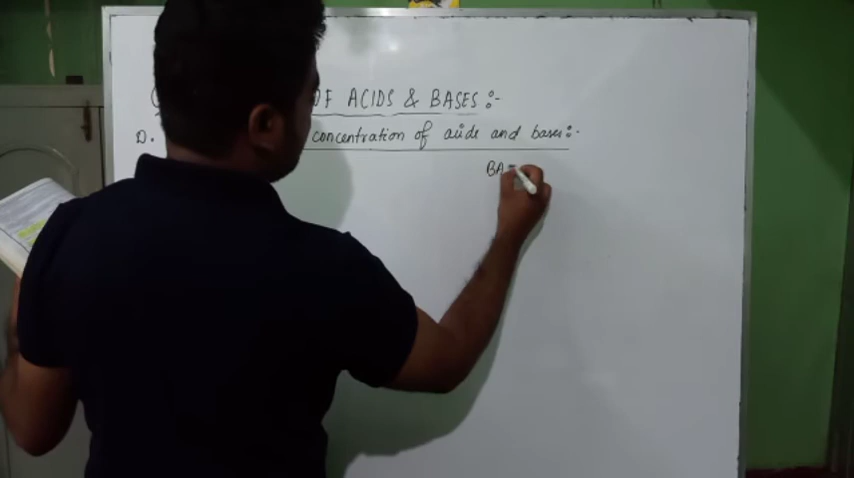 OF ACIDS & BASES :-
D. concentration of acids and bases :-
BA